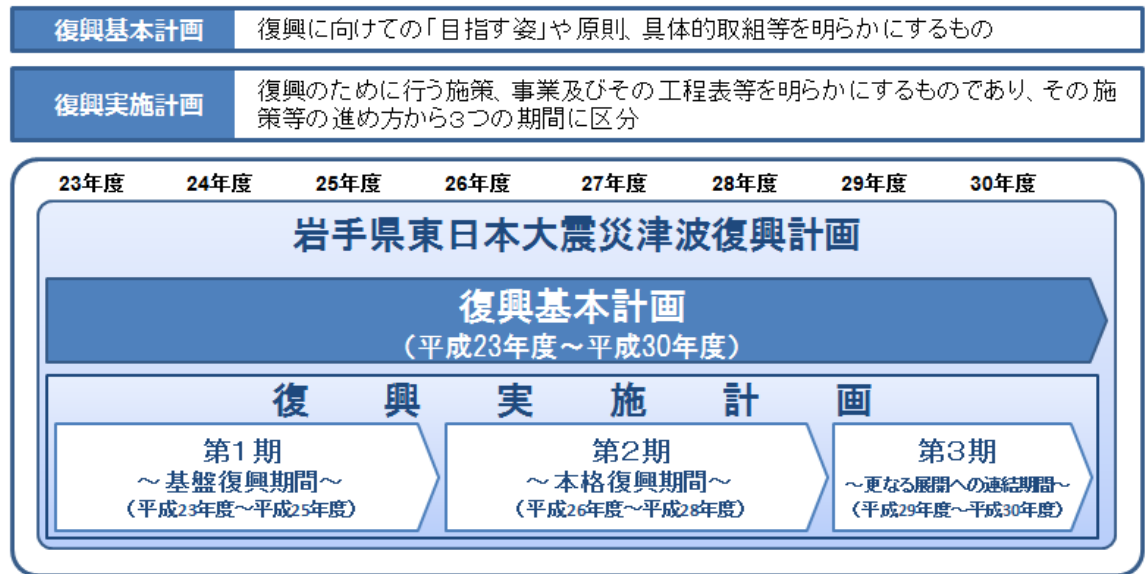 復興基本計画
復興に向けての「目指す姿」や原則、具体的取組等を明らかにするもの
復興実施計画
復興のために行う施策、事業及びその工程表等を明らかにするものであり、その施
策等の進め方から3つの期間に区分
23年度 24年度 25年度 26年度 27年度 28年度 29年度 30年度
岩手県東日本大震災津波復興計画
復興基本計画
（平成23年度～平成30年度）
復興実施計画
第1期
～基盤復興期間～
（平成23年度～平成25年度）
第2期
～本格復興期間～
（平成26年度～平成28年度）
第3期
～更なる展開への連結期間～
（平成29年度～平成30年度）